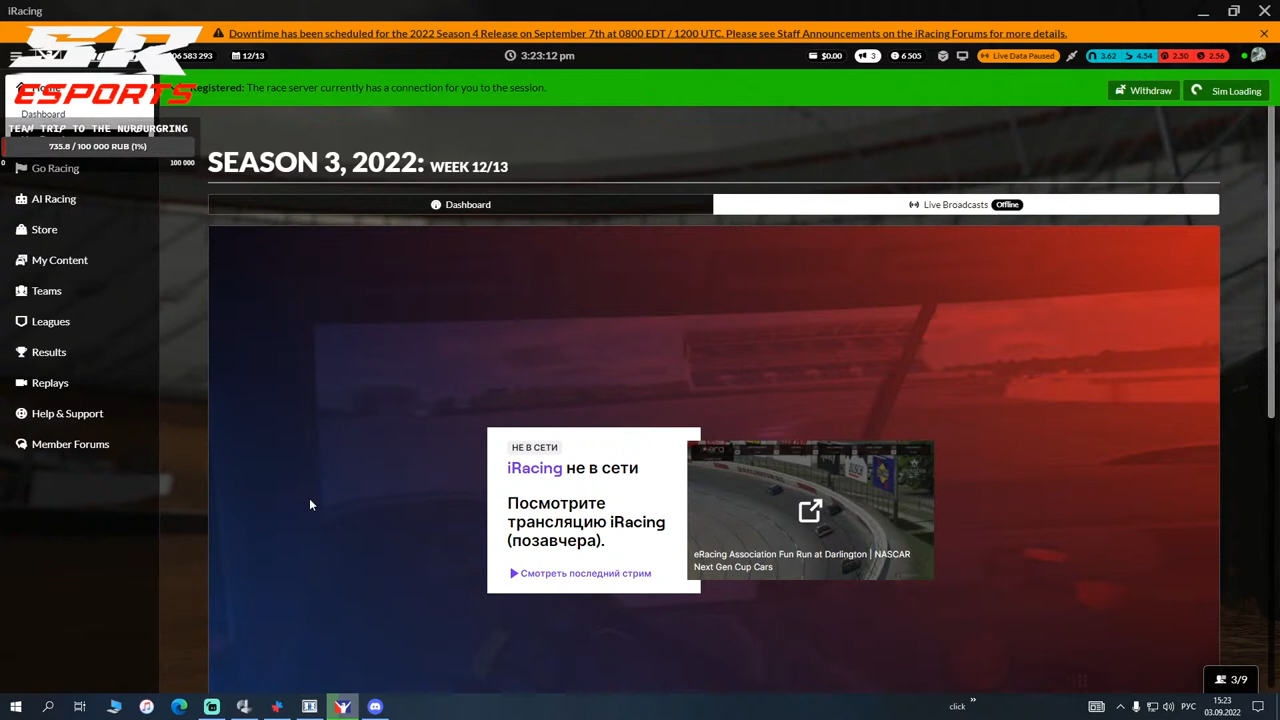 iRacing
Downtime has been scheduled for the 2022 Season 4 Release on September 7th at 0800 EDT / 1200 UTC. Please see Staff Announcements on the iRacing Forums for more details.
SR
ESPORTS
06 583 293
12/13
3:23:12 pm
$0.00
3
6 505
Live Data Paused
3.62
4.54
2.50
2.56
Registered: The race server currently has a connection for you to the session.
Withdraw
Sim Loading
Dashboard
TEAM TRIP TO THE NURBURGRING
735.8 / 100 000 RUB (1%)
0
100 000
Go Racing
AI Racing
Store
My Content
Teams
Leagues
Results
Replays
Help & Support
Member Forums
SEASON 3, 2022: WEEK 12/13
Dashboard
Live Broadcasts Offline
НЕ В СЕТИ
iRacing не в сети
Посмотрите
трансляцию iRacing
(позавчера).
Смотреть последний стрим
eRacing Association Fun Run at Darlington | NASCAR
Next Gen Cup Cars
3/9
click
»
РУС
15:23
03.09.2022